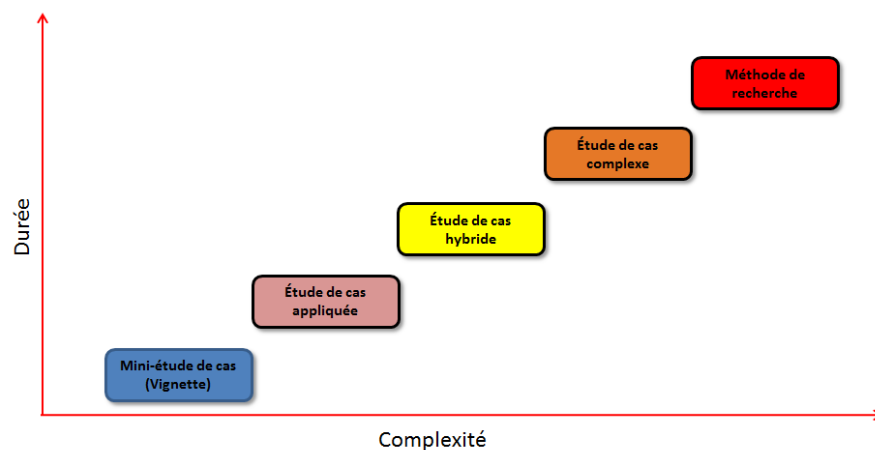 Méthode de
recherche
Étude de cas
complexe
Étude de cas
hybride
Étude de cas
appliquée
Mini-étude de cas
(Vignette)
Durée
Complexité